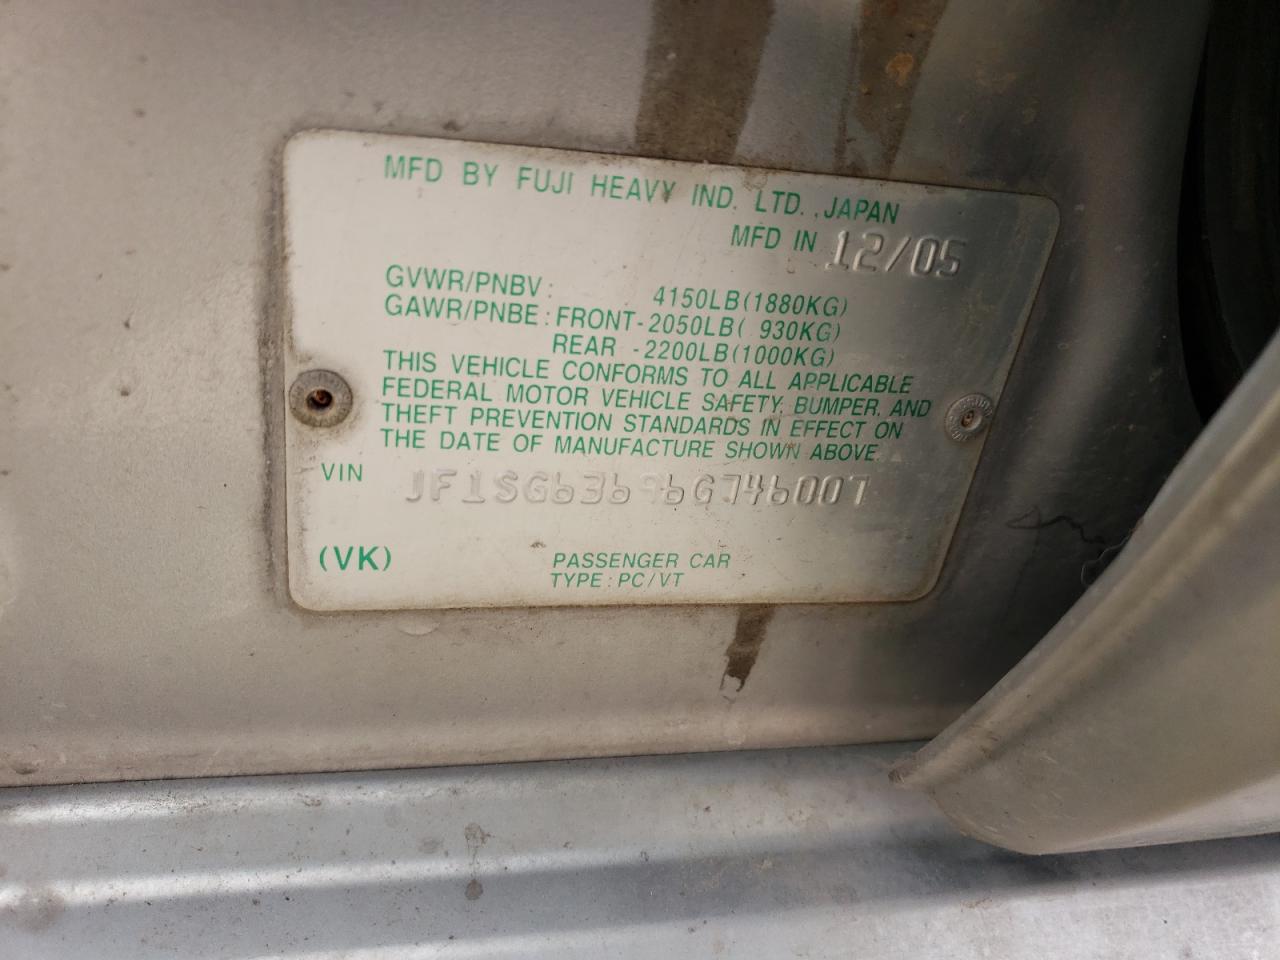 MFD BY FUJI HEAVY IND. LTD. ,JAPAN
MFD IN 12/05
GVWR/PNBV : 4150LB(1880KG)
GAWR/PNBE : FRONT-2050LB( 930KG)
REAR -2200LB(1000KG)
THIS VEHICLE CONFORMS TO ALL APPLICABLE
FEDERAL MOTOR VEHICLE SAFETY, BUMPER, AND
THEFT PREVENTION STANDARDS IN EFFECT ON
THE DATE OF MANUFACTURE SHOWN ABOVE.
VIN JF1SG63696G746007
(VK) PASSENGER CAR
TYPE : PC/VT